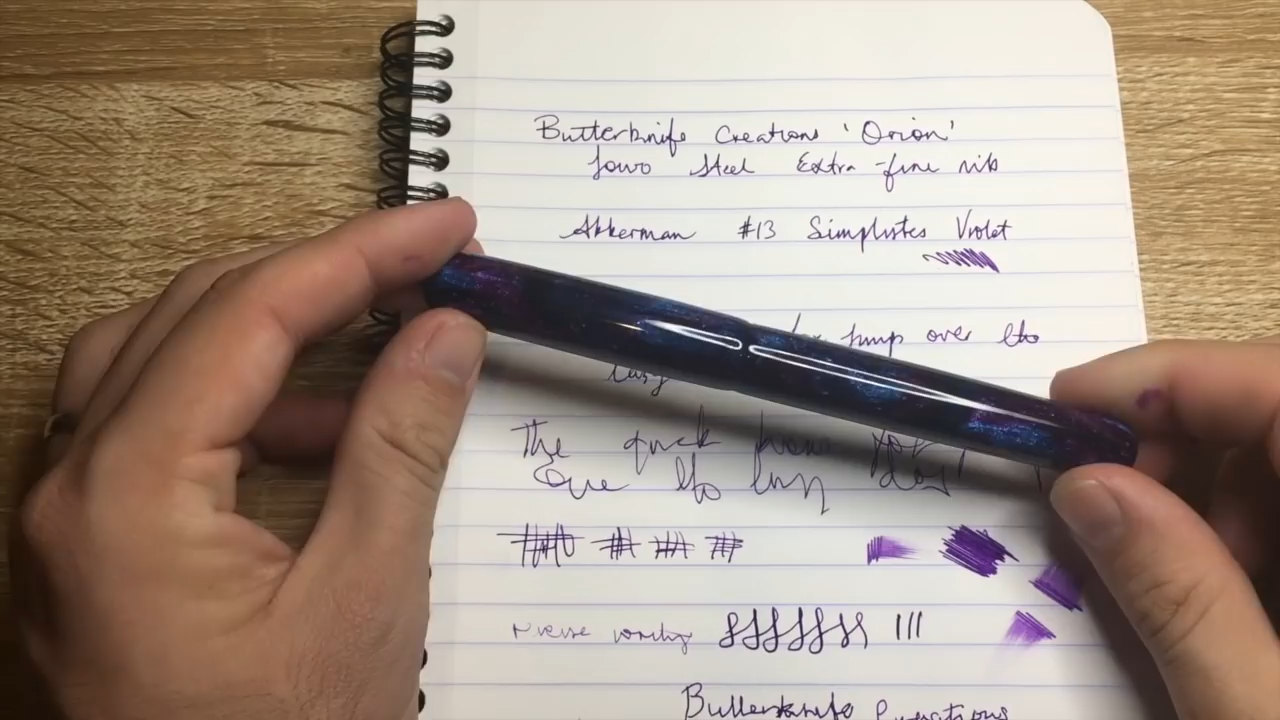 Butterknife Creations 'Orion'
Jowo Steel Extra-fine nib
Akkerman #13 Simplistes Violet
jump over the
lazy
The quick brown fox
Over the lazy dog
Reverse writing
Butterknife Creations